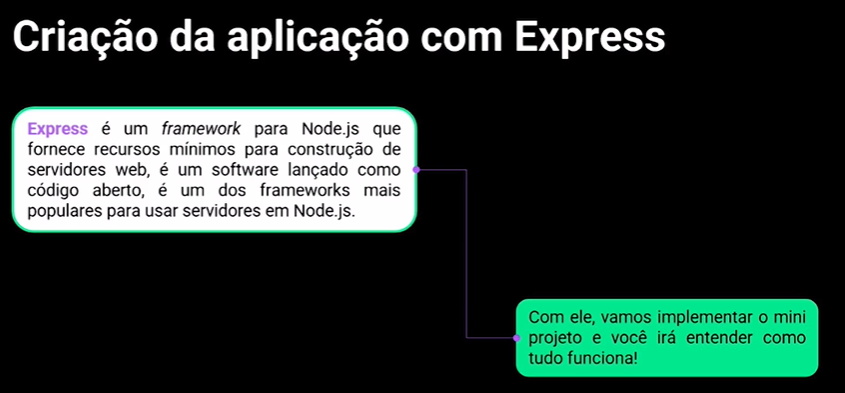 Criação da aplicação com Express
Express é um framework para Node.js que
fornece recursos mínimos para construção de
servidores web, é um software lançado como
código aberto, é um dos frameworks mais
populares para usar servidores em Node.js.
Com ele, vamos implementar o mini
projeto e você irá entender como
tudo funciona!